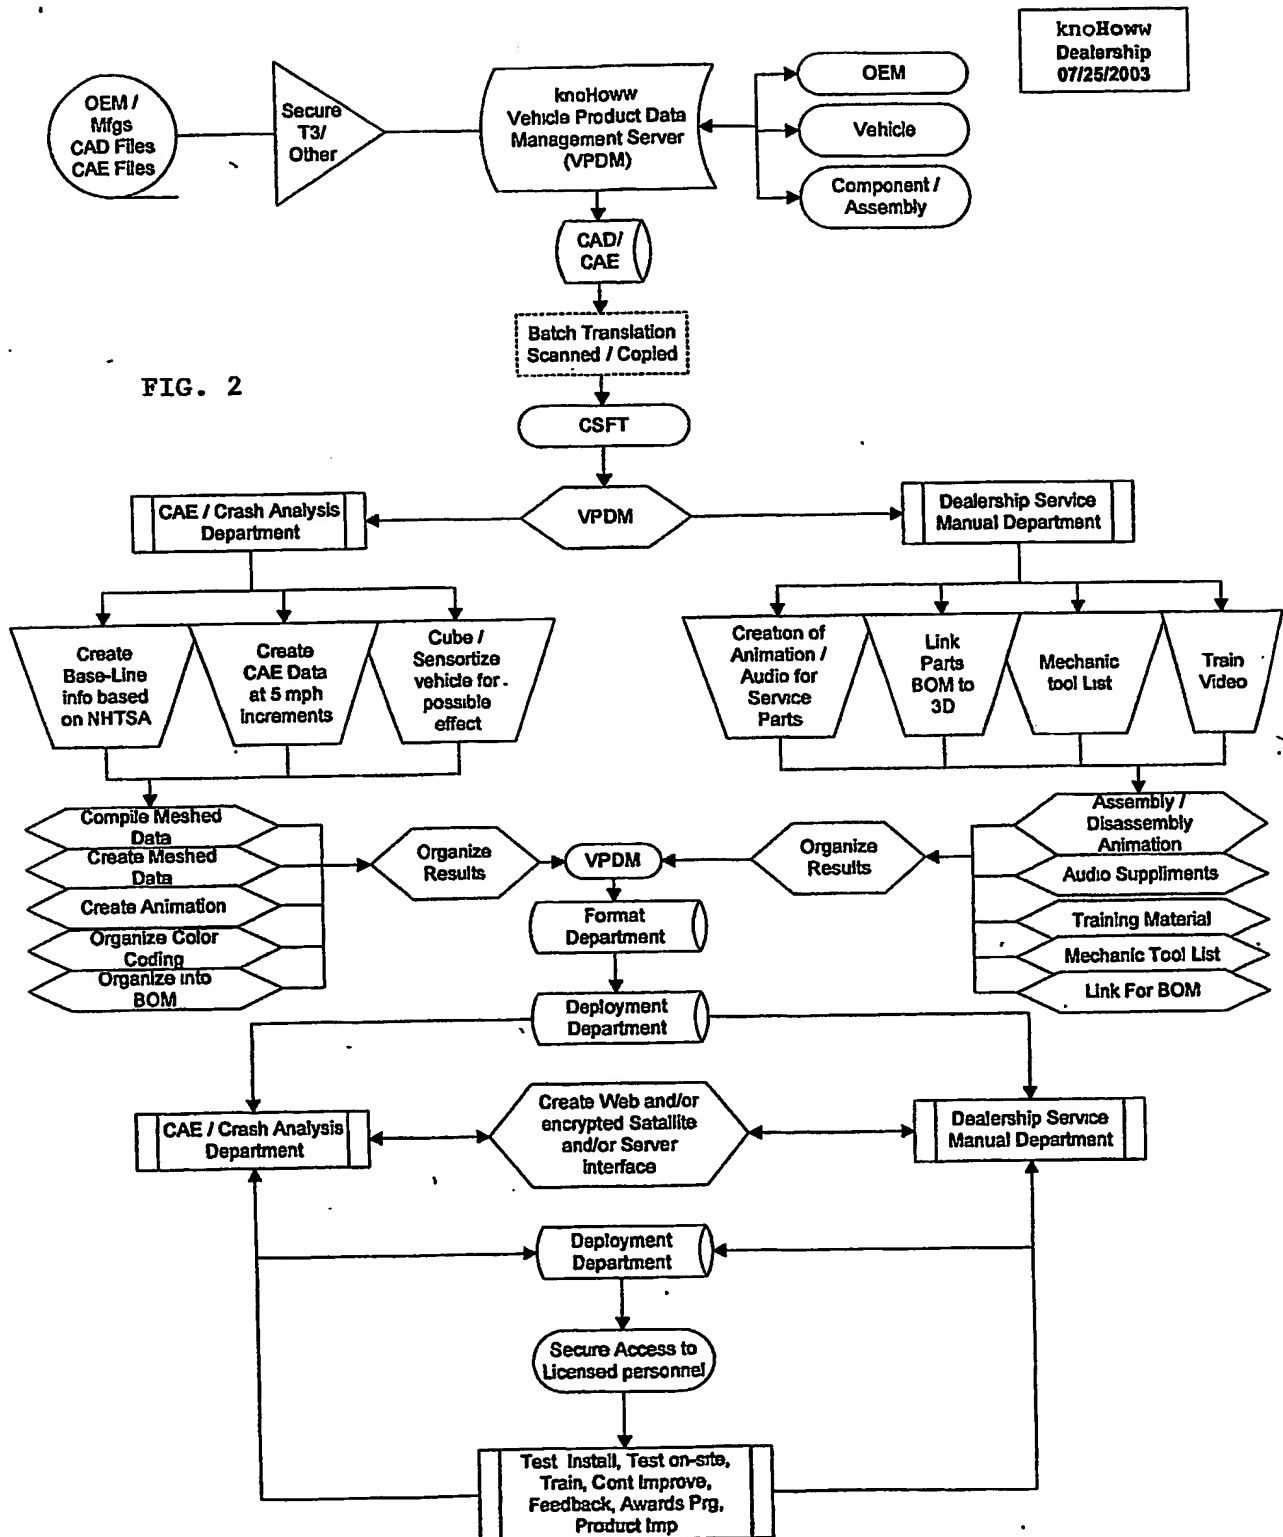 knoHoww
Dealership
07/25/2003
OEM /
Mfgs
CAD Files
CAE Files
Secure
T3/
Other
knoHoww
Vehicle Product Data
Management Server
(VPDM)
OEM
Vehicle
Component /
Assembly
CAD/
CAE
Batch Translation
Scanned / Copied
FIG. 2
CSFT
CAE / Crash Analysis
Department
VPDM
Dealership Service
Manual Department
Create
Base-Line
info based
on NHTSA
Create
CAE Data
at 5 mph
increments
Cube /
Sensortize
vehicle for
possible
effect
Creation of
Animation /
Audio for
Service
Parts
Link
Parts
BOM to
3D
Mechanic
tool List
Train
Video
Compile Meshed
Data
Create Meshed
Data
Create Animation
Organize Color
Coding
Organize into
BOM
Organize
Results
VPDM
Organize
Results
Assembly /
Disassembly
Animation
Audio Suppliments
Training Material
Mechanic Tool List
Link For BOM
Format
Department
Deployment
Department
CAE / Crash Analysis
Department
Create Web and/or
encrypted Satallite
and/or Server
interface
Dealership Service
Manual Department
Deployment
Department
Secure Access to
Licensed personnel
Test Install, Test on-site,
Train, Cont Improve,
Feedback, Awards Prg,
Product Imp